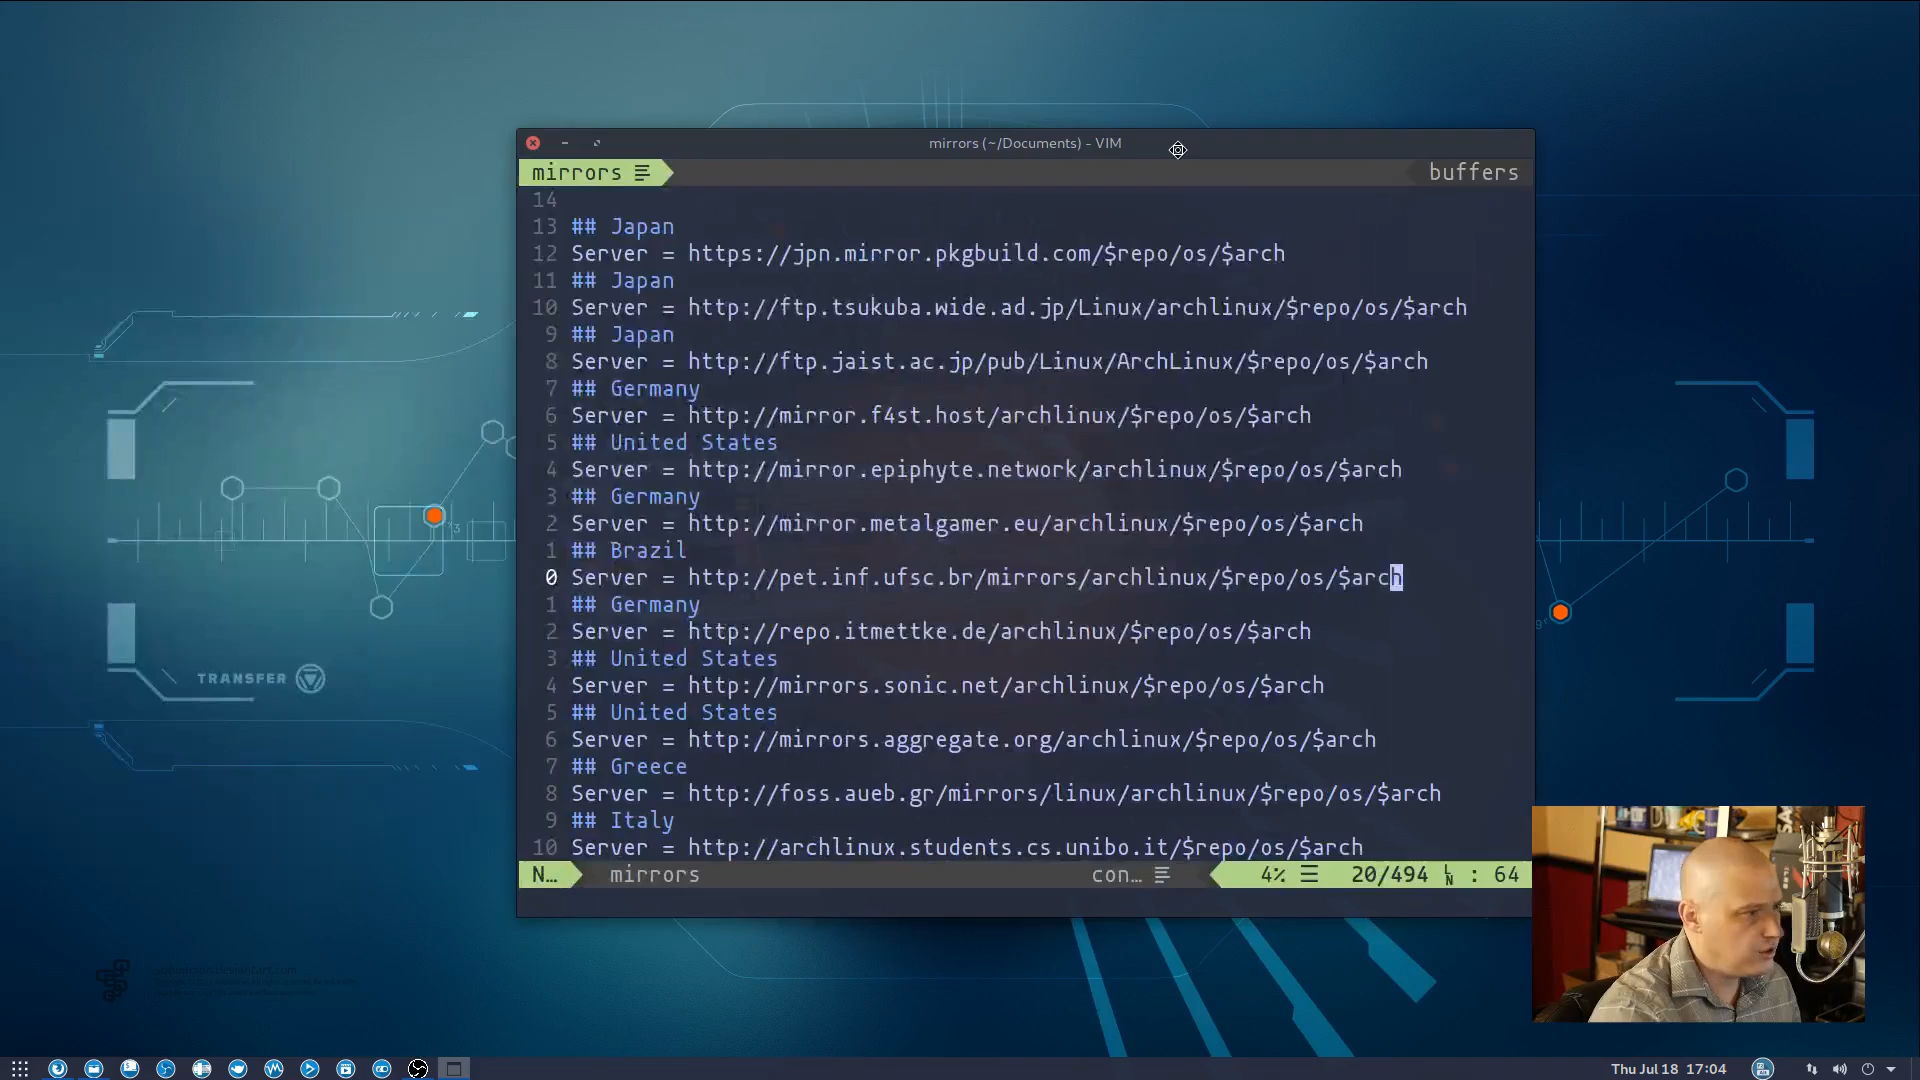 mirrors (~/Documents) - VIM
mirrors
buffers
14
13 ## Japan
12 Server = https://jpn.mirror.pkgbuild.com/$repo/os/$arch
11 ## Japan
10 Server = http://ftp.tsukuba.wide.ad.jp/Linux/archlinux/$repo/os/$arch
9 ## Japan
8 Server = http://ftp.jaist.ac.jp/pub/Linux/ArchLinux/$repo/os/$arch
7 ## Germany
6 Server = http://mirror.f4st.host/archlinux/$repo/os/$arch
5 ## United States
4 Server = http://mirror.epiphyte.network/archlinux/$repo/os/$arch
3 ## Germany
2 Server = http://mirror.metalgamer.eu/archlinux/$repo/os/$arch
1 ## Brazil
0 Server = http://pet.inf.ufsc.br/mirrors/archlinux/$repo/os/$arch
1 ## Germany
2 Server = http://repo.itmettke.de/archlinux/$repo/os/$arch
3 ## United States
4 Server = http://mirrors.sonic.net/archlinux/$repo/os/$arch
5 ## United States
6 Server = http://mirrors.aggregate.org/archlinux/$repo/os/$arch
7 ## Greece
8 Server = http://foss.aueb.gr/mirrors/linux/archlinux/$repo/os/$arch
9 ## Italy
10 Server = http://archlinux.students.cs.unibo.it/$repo/os/$arch
N… mirrors con… 4% ☰ 20/494 LN : 64
TRANSFER
Thu Jul 18 17:04